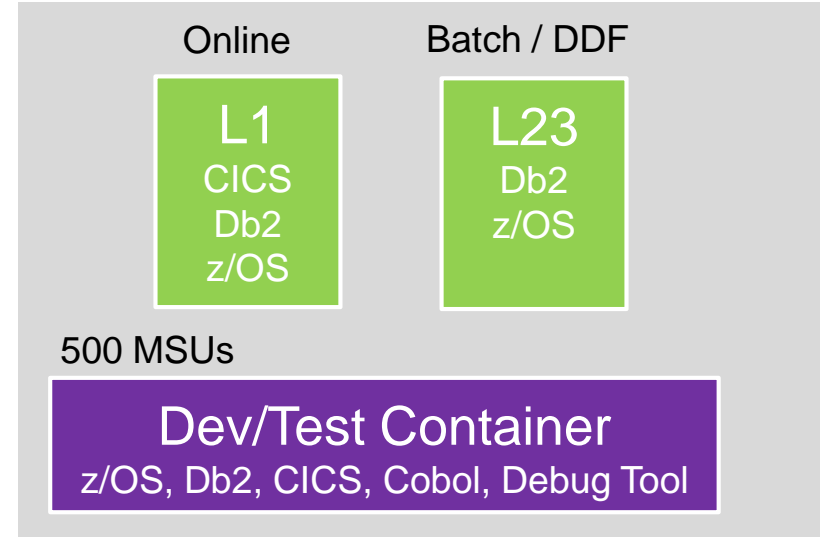 Online
Batch / DDF
L1
CICS
Db2
z/OS
L23
Db2
z/OS
500 MSUs
Dev/Test Container
z/OS, Db2, CICS, Cobol, Debug Tool